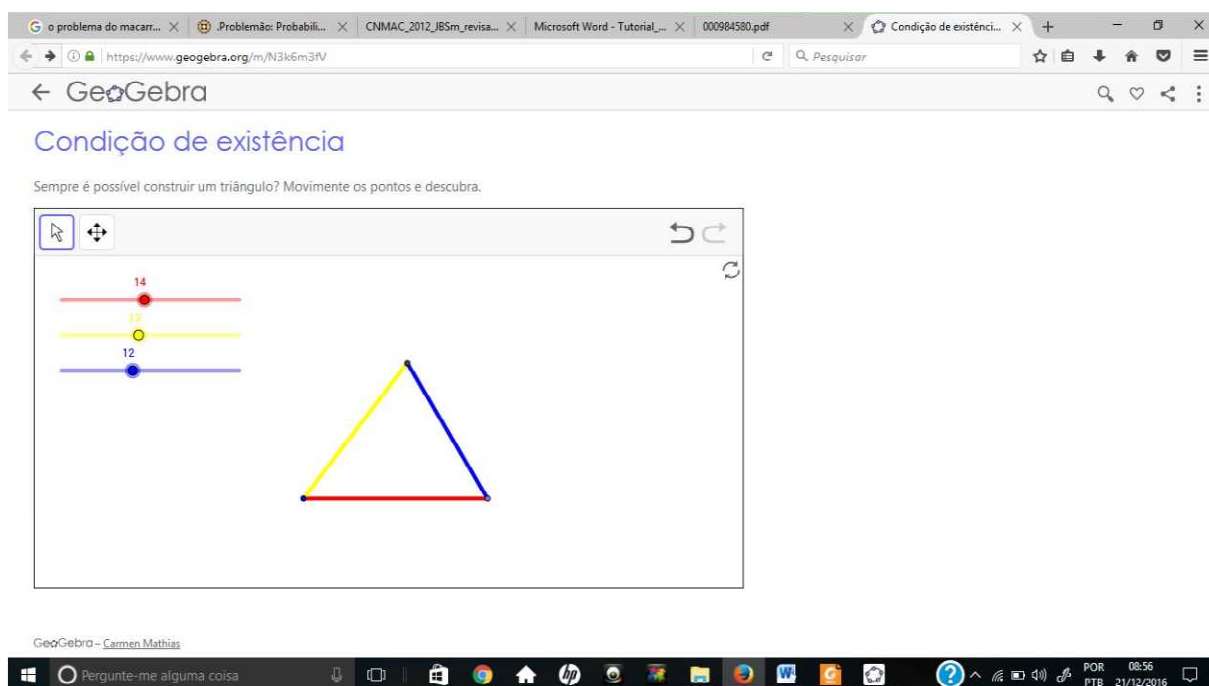 o problema do macarr...
.Problemão: Probabili...
CNMAC_2012_JBSm_revisa...
Microsoft Word - Tutorial_...
000984580.pdf
Condição de existênci...
https://www.geogebra.org/m/N3k6m3fV
Pesquisar
GeoGebra
Condição de existência
Sempre é possível construir um triângulo? Movimente os pontos e descubra.
14
13
12
GeoGebra – Carmen Mathias
Pergunte-me alguma coisa
POR 08:56
PTB 21/12/2016